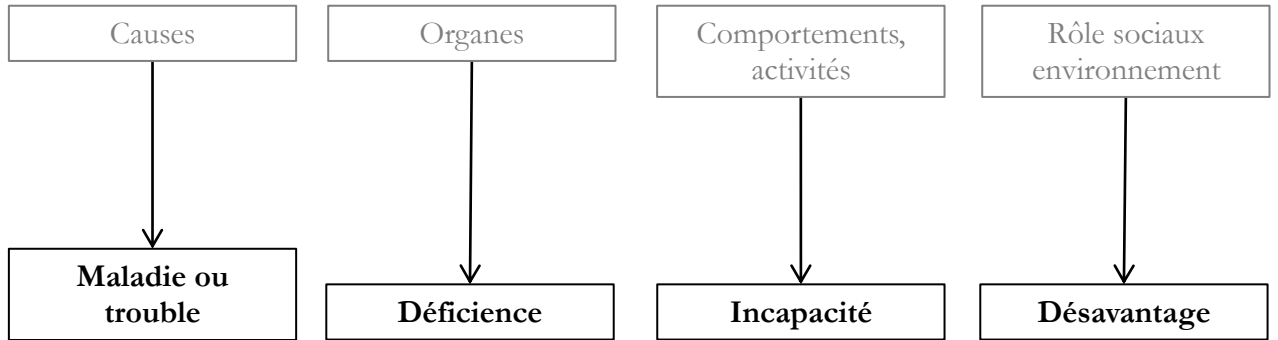 Causes
Organes
Comportements,
activités
Rôle sociaux
environnement
Maladie ou
trouble
Déficience
Incapacité
Désavantage